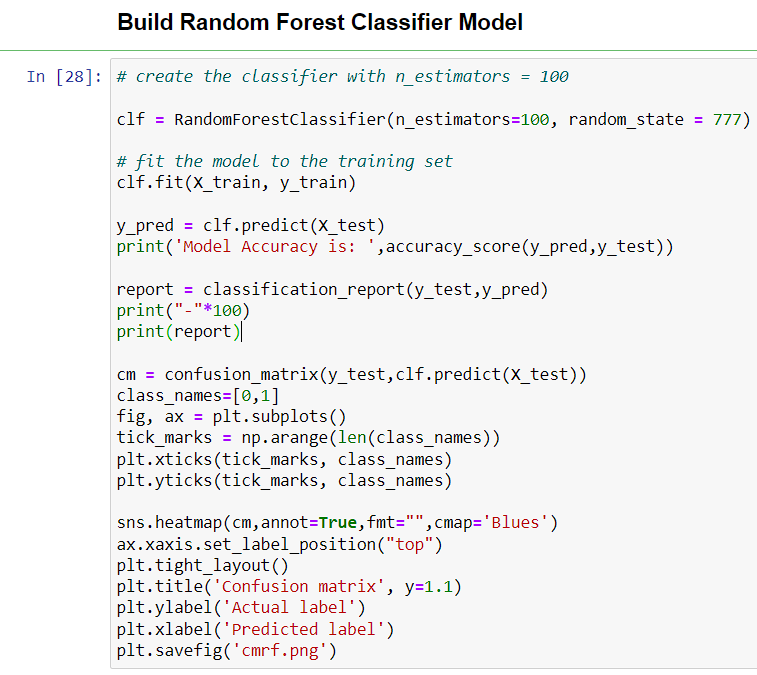 Build Random Forest Classifier Model
In [28]:
# create the classifier with n_estimators = 100
clf = RandomForestClassifier(n_estimators=100, random_state = 777)
# fit the model to the training set
clf.fit(X_train, y_train)
y_pred = clf.predict(X_test)
print('Model Accuracy is: ',accuracy_score(y_pred,y_test))
report = classification_report(y_test,y_pred)
print("-"*100)
print(report)
cm = confusion_matrix(y_test,clf.predict(X_test))
class_names=[0,1]
fig, ax = plt.subplots()
tick_marks = np.arange(len(class_names))
plt.xticks(tick_marks, class_names)
plt.yticks(tick_marks, class_names)
sns.heatmap(cm,annot=True,fmt="",cmap='Blues')
ax.xaxis.set_label_position("top")
plt.tight_layout()
plt.title('Confusion matrix', y=1.1)
plt.ylabel('Actual label')
plt.xlabel('Predicted label')
plt.savefig('cmrf.png')